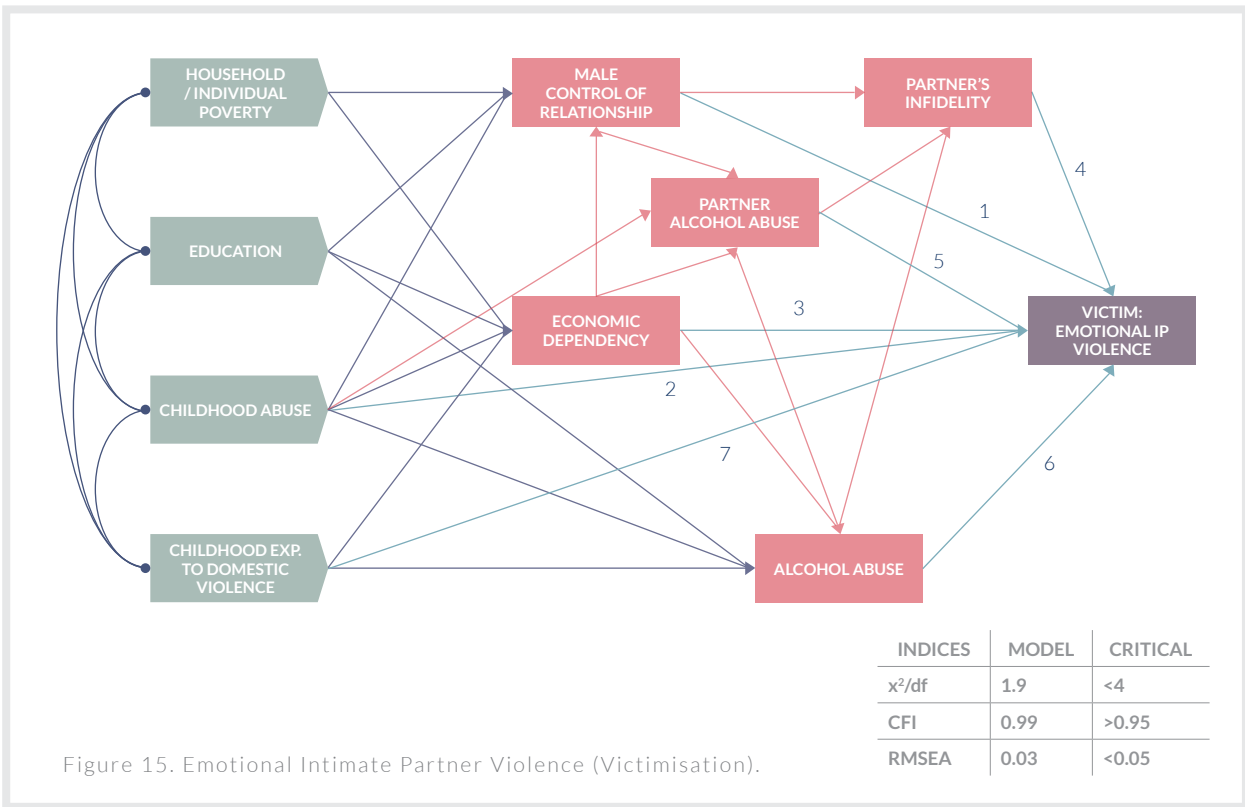 HOUSEHOLD
/ INDIVIDUAL
POVERTY
MALE
CONTROL OF
RELATIONSHIP
PARTNER'S
INFIDELITY
4
PARTNER
ALCOHOL ABUSE
1
EDUCATION
5
ECONOMIC
DEPENDENCY
3
VICTIM:
EMOTIONAL IP
VIOLENCE
2
CHILDHOOD ABUSE
7
6
CHILDHOOD EXP.
TO DOMESTIC
VIOLENCE
ALCOHOL ABUSE
INDICES MODEL CRITICAL
x²/df 1.9 <4
CFI 0.99 >0.95
RMSEA 0.03 <0.05
Figure 15. Emotional Intimate Partner Violence (Victimisation).